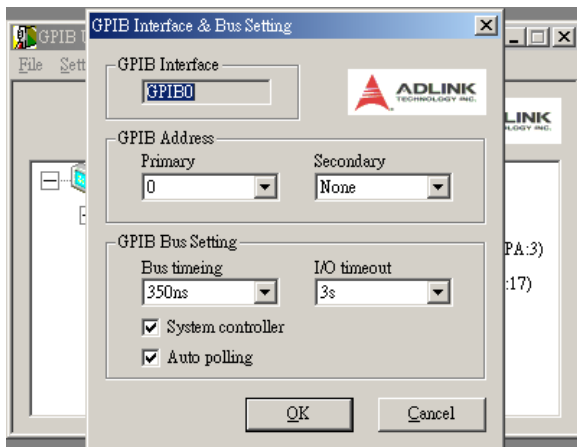 GPIB Interface & Bus Setting
GPIB
File
GPIB Interface
GPIB0
ADLINK
TECHNOLOGY INC.
LINK
GPIB Address
Primary
Secondary
0
None
PA:3)
:17)
GPIB Bus Setting
Bus timeing
I/O timeout
350ns
3s
System controller
Auto polling
OK
Cancel